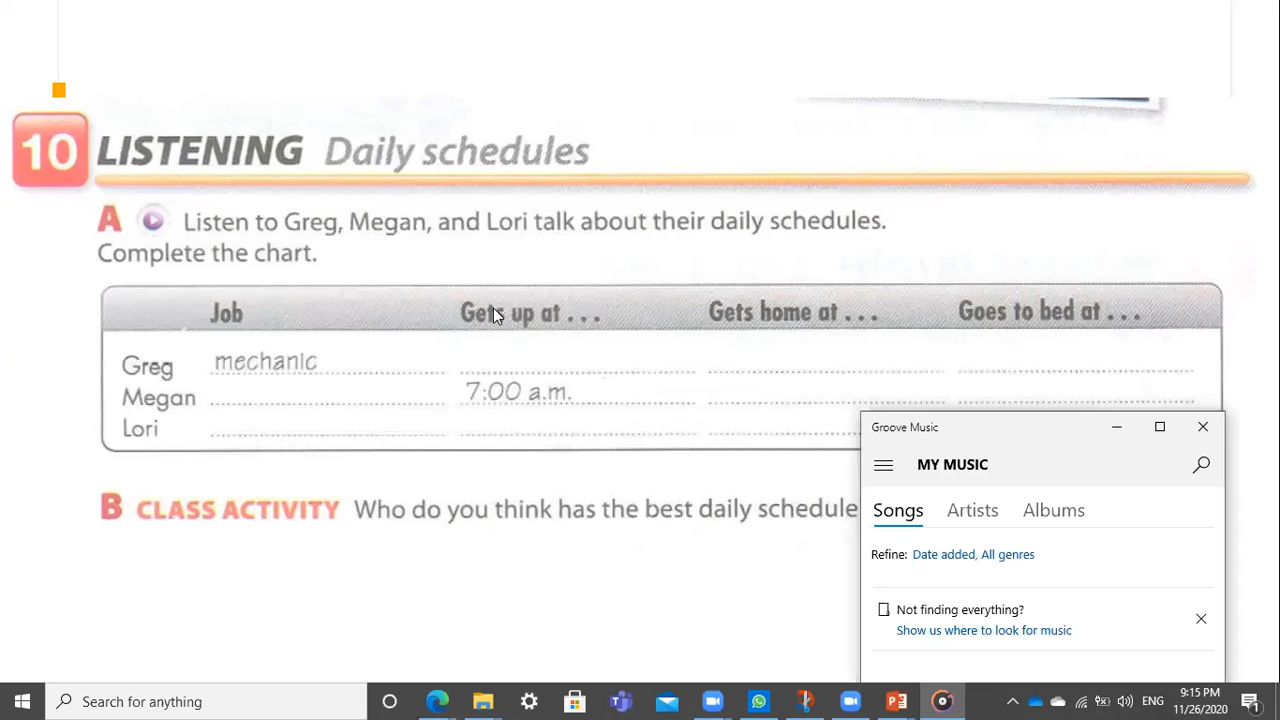 10 LISTENING Daily schedules
A Listen to Greg, Megan, and Lori talk about their daily schedules.
Complete the chart.
Job Gets up at . . . Gets home at . . . Goes to bed at . . .
Greg mechanic
Megan 7:00 a.m.
Lori
B CLASS ACTIVITY Who do you think has the best daily schedule
Groove Music
MY MUSIC
Songs Artists Albums
Refine: Date added, All genres
Not finding everything?
Show us where to look for music
Search for anything
ENG
9:15 PM
11/26/2020
1